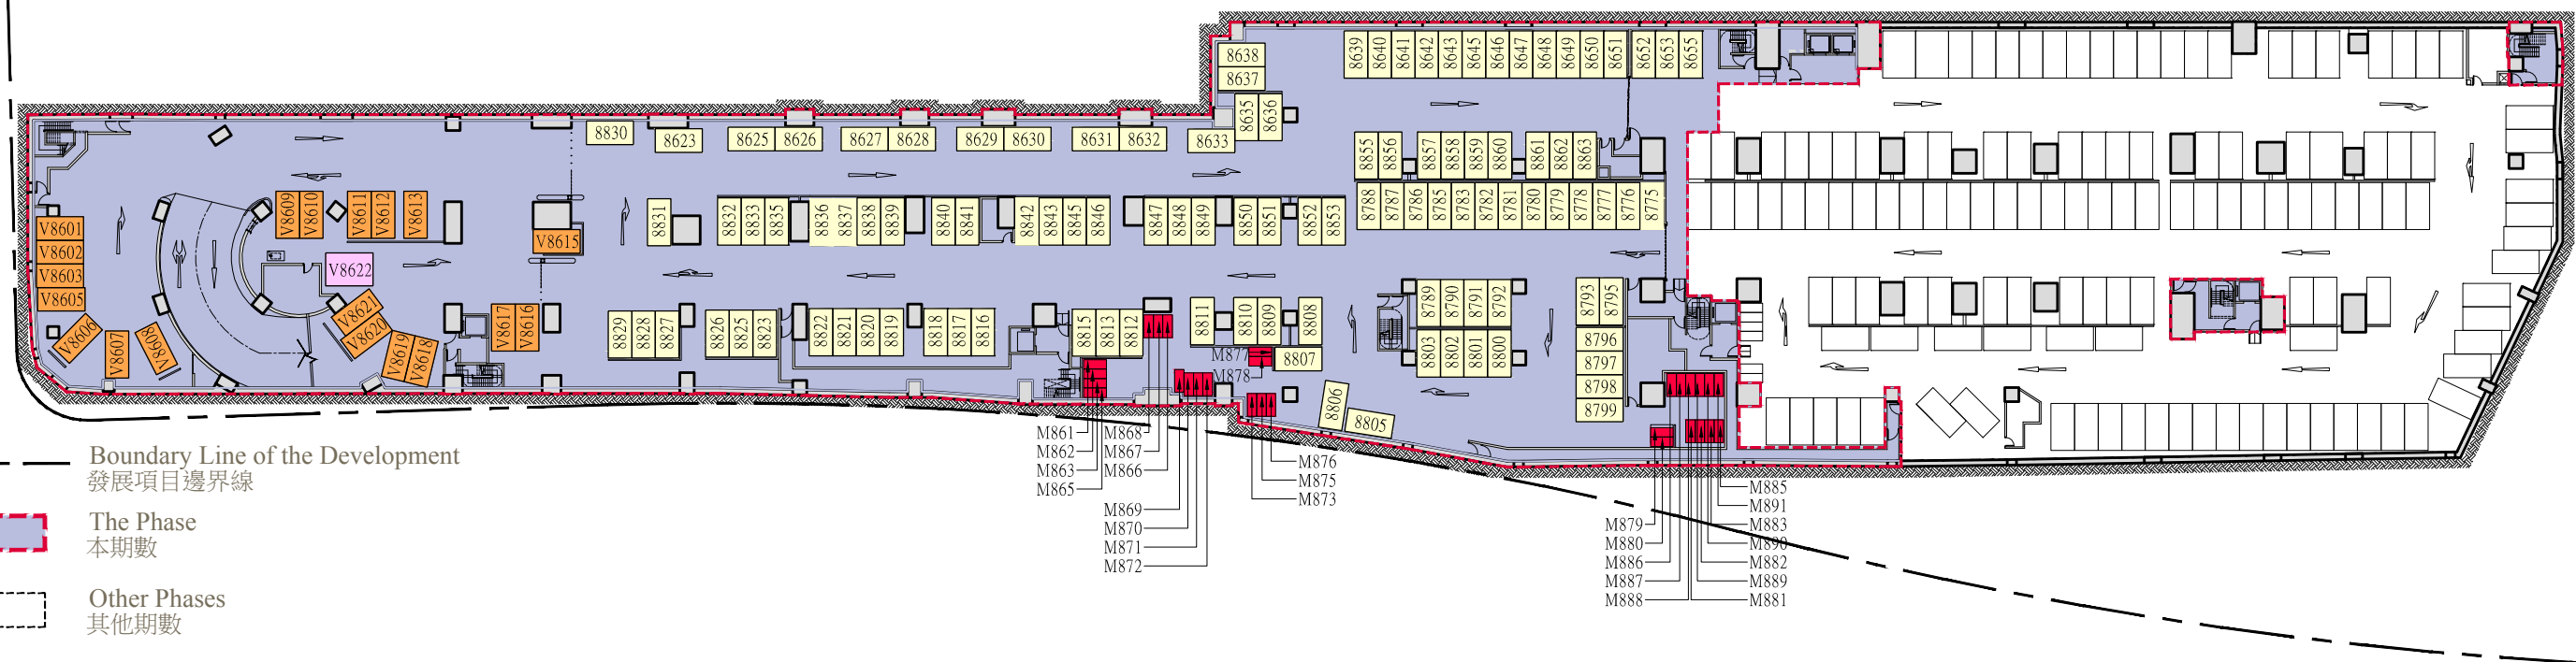 8638
8637
8635
8636
8639
8640
8641
8642
8643
8645
8646
8647
8648
8649
8650
8651
8652
8653
8655
8830
8623
8625
8626
8627
8628
8629
8630
8631
8632
8633
8855
8856
8857
8858
8859
8860
8861
8862
8863
8788
8787
8786
8785
8783
8782
8781
8780
8779
8778
8777
8776
8775
V8609
V8610
V8611
V8612
V8613
V8615
8831
8832
8833
8835
8836
8837
8838
8839
8840
8841
8842
8843
8845
8846
8847
8848
8849
8850
8851
8852
8853
V8601
V8602
V8603
V8605
V8606
V8607
V8608
V8622
V8621
V8620
V8619
V8618
V8617
V8616
8829
8828
8827
8826
8825
8823
8822
8821
8820
8819
8818
8817
8816
8815
8813
8812
8811
8810
8809
8808
8807
8806
8805
8789
8790
8791
8792
8803
8802
8801
8800
8793
8795
8796
8797
8798
8799
M877
M878
M861
M862
M863
M865
M868
M867
M866
M869
M870
M871
M872
M876
M875
M873
M879
M880
M886
M887
M888
M885
M891
M883
M890
M882
M889
M881
Boundary Line of the Development
發展項目邊界線
The Phase
本期數
Other Phases
其他期數